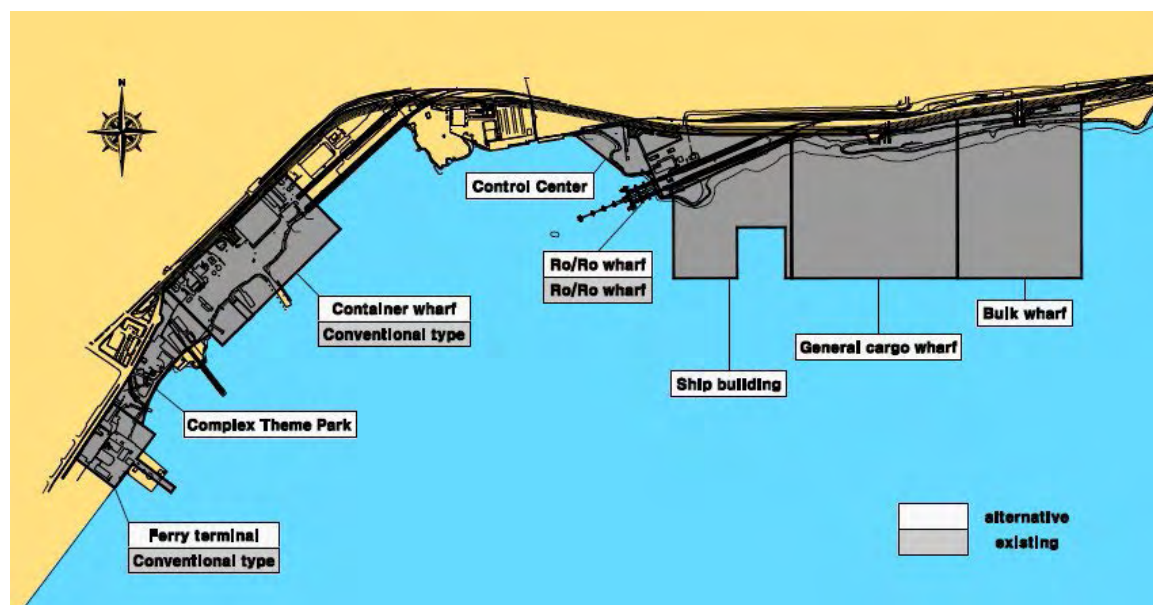 N
Control Center
Ro/Ro wharf
Ro/Ro wharf
Container wharf
Conventional type
Bulk wharf
General cargo wharf
Ship building
Complex Theme Park
Ferry terminal
Conventional type
alternative
existing